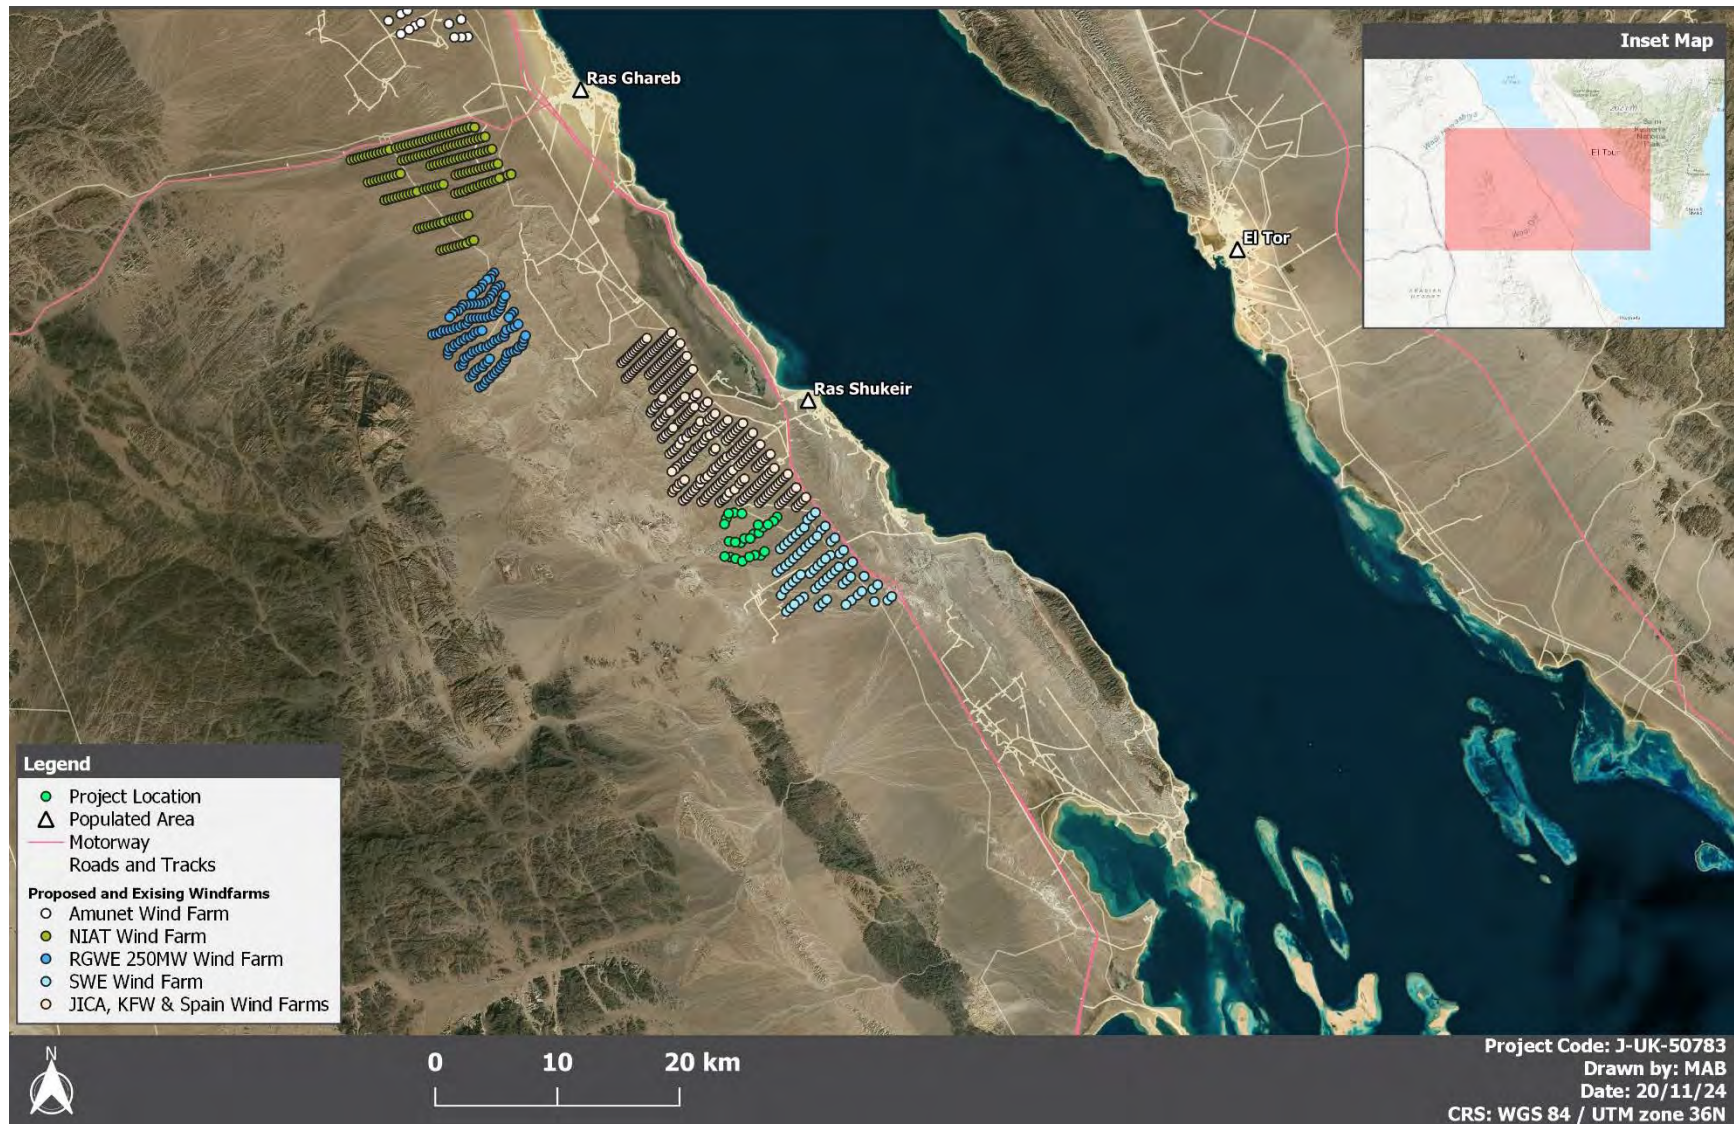 Inset Map
Ras Ghareb
El Tour
El Tor
Ras Shukeir
Legend
Project Location
Populated Area
Motorway
Roads and Tracks
Proposed and Exising Windfarms
Amunet Wind Farm
NIAT Wind Farm
RGWE 250MW Wind Farm
SWE Wind Farm
JICA, KFW & Spain Wind Farms
N
0 10 20 km
Project Code: J-UK-50783
Drawn by: MAB
Date: 20/11/24
CRS: WGS 84 / UTM zone 36N